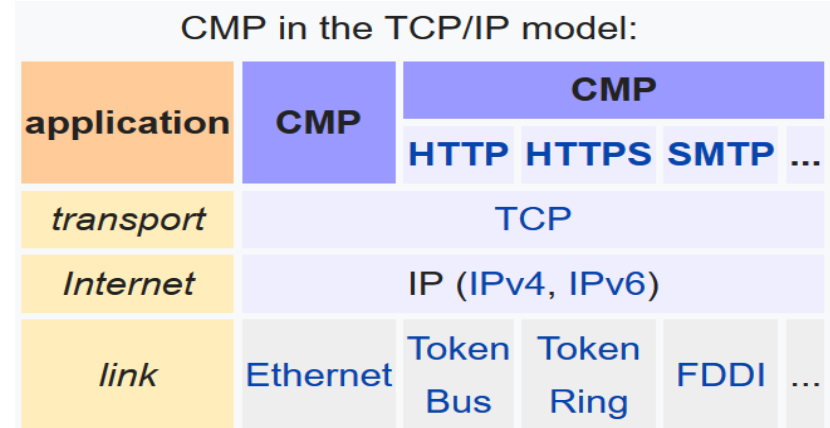 CMP in the TCP/IP model:
application
CMP
CMP
HTTP HTTPS SMTP ...
transport
TCP
Internet
IP (IPv4, IPv6)
link
Ethernet
Token Bus
Token Ring
FDDI
...